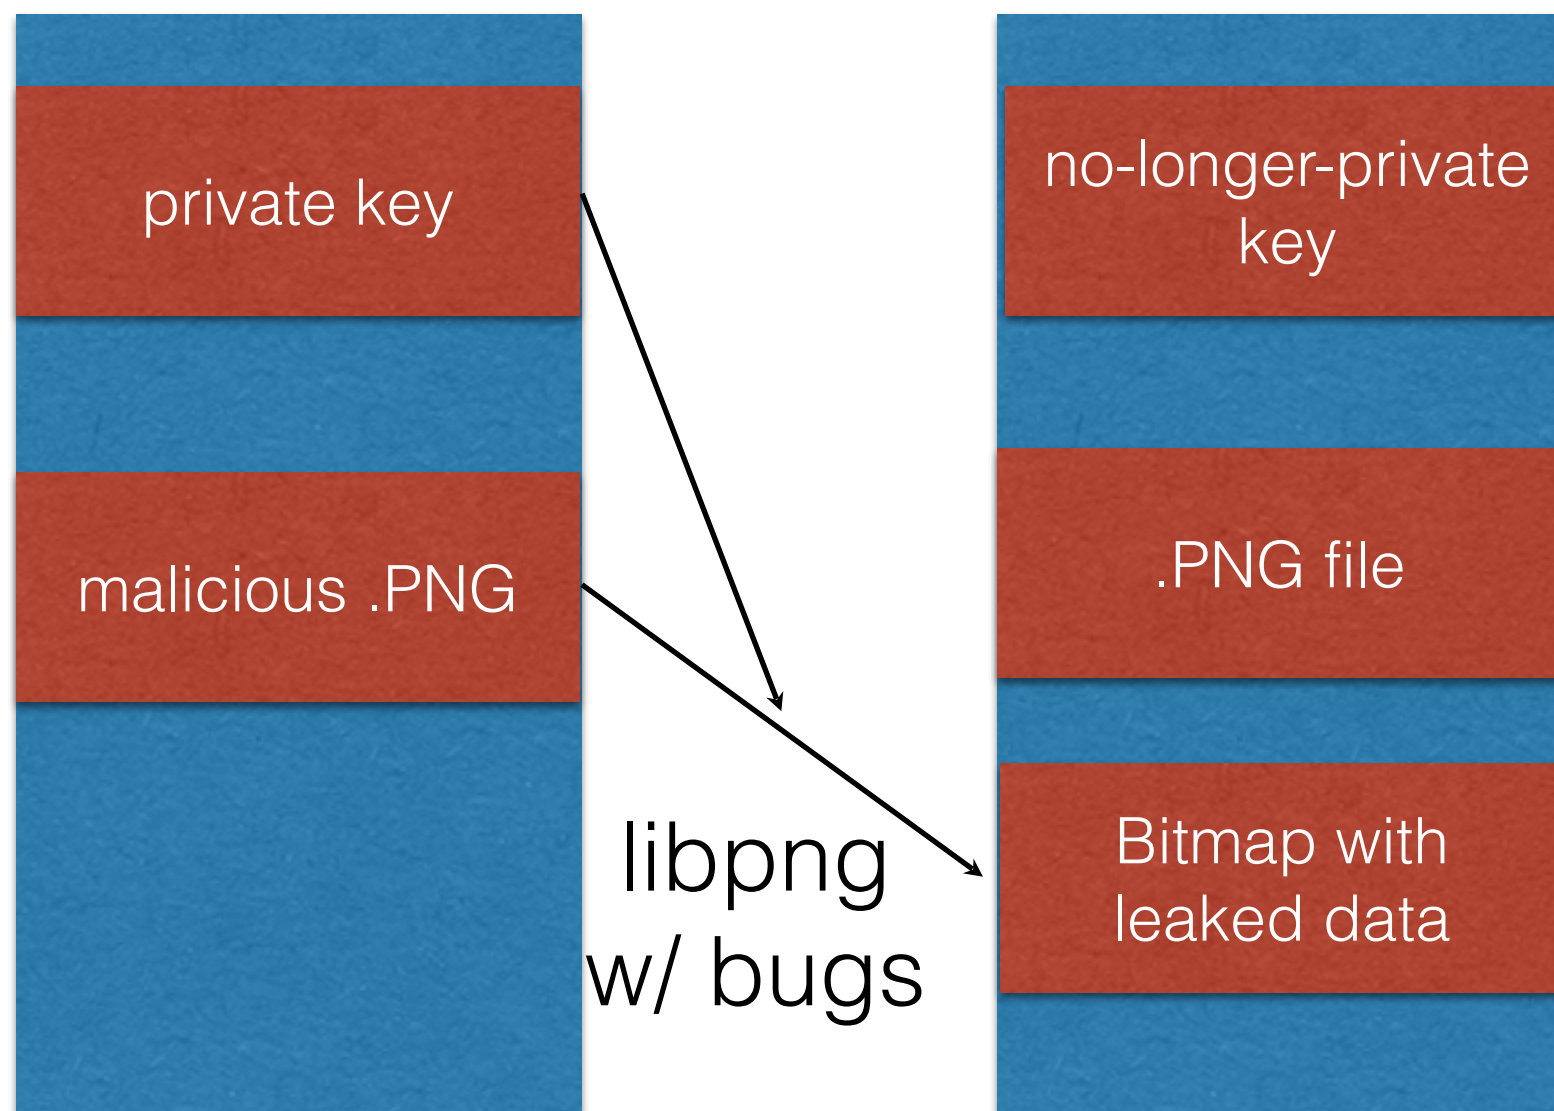 private key
malicious .PNG
libpng
w/ bugs
no-longer-private
key
.PNG file
Bitmap with
leaked data